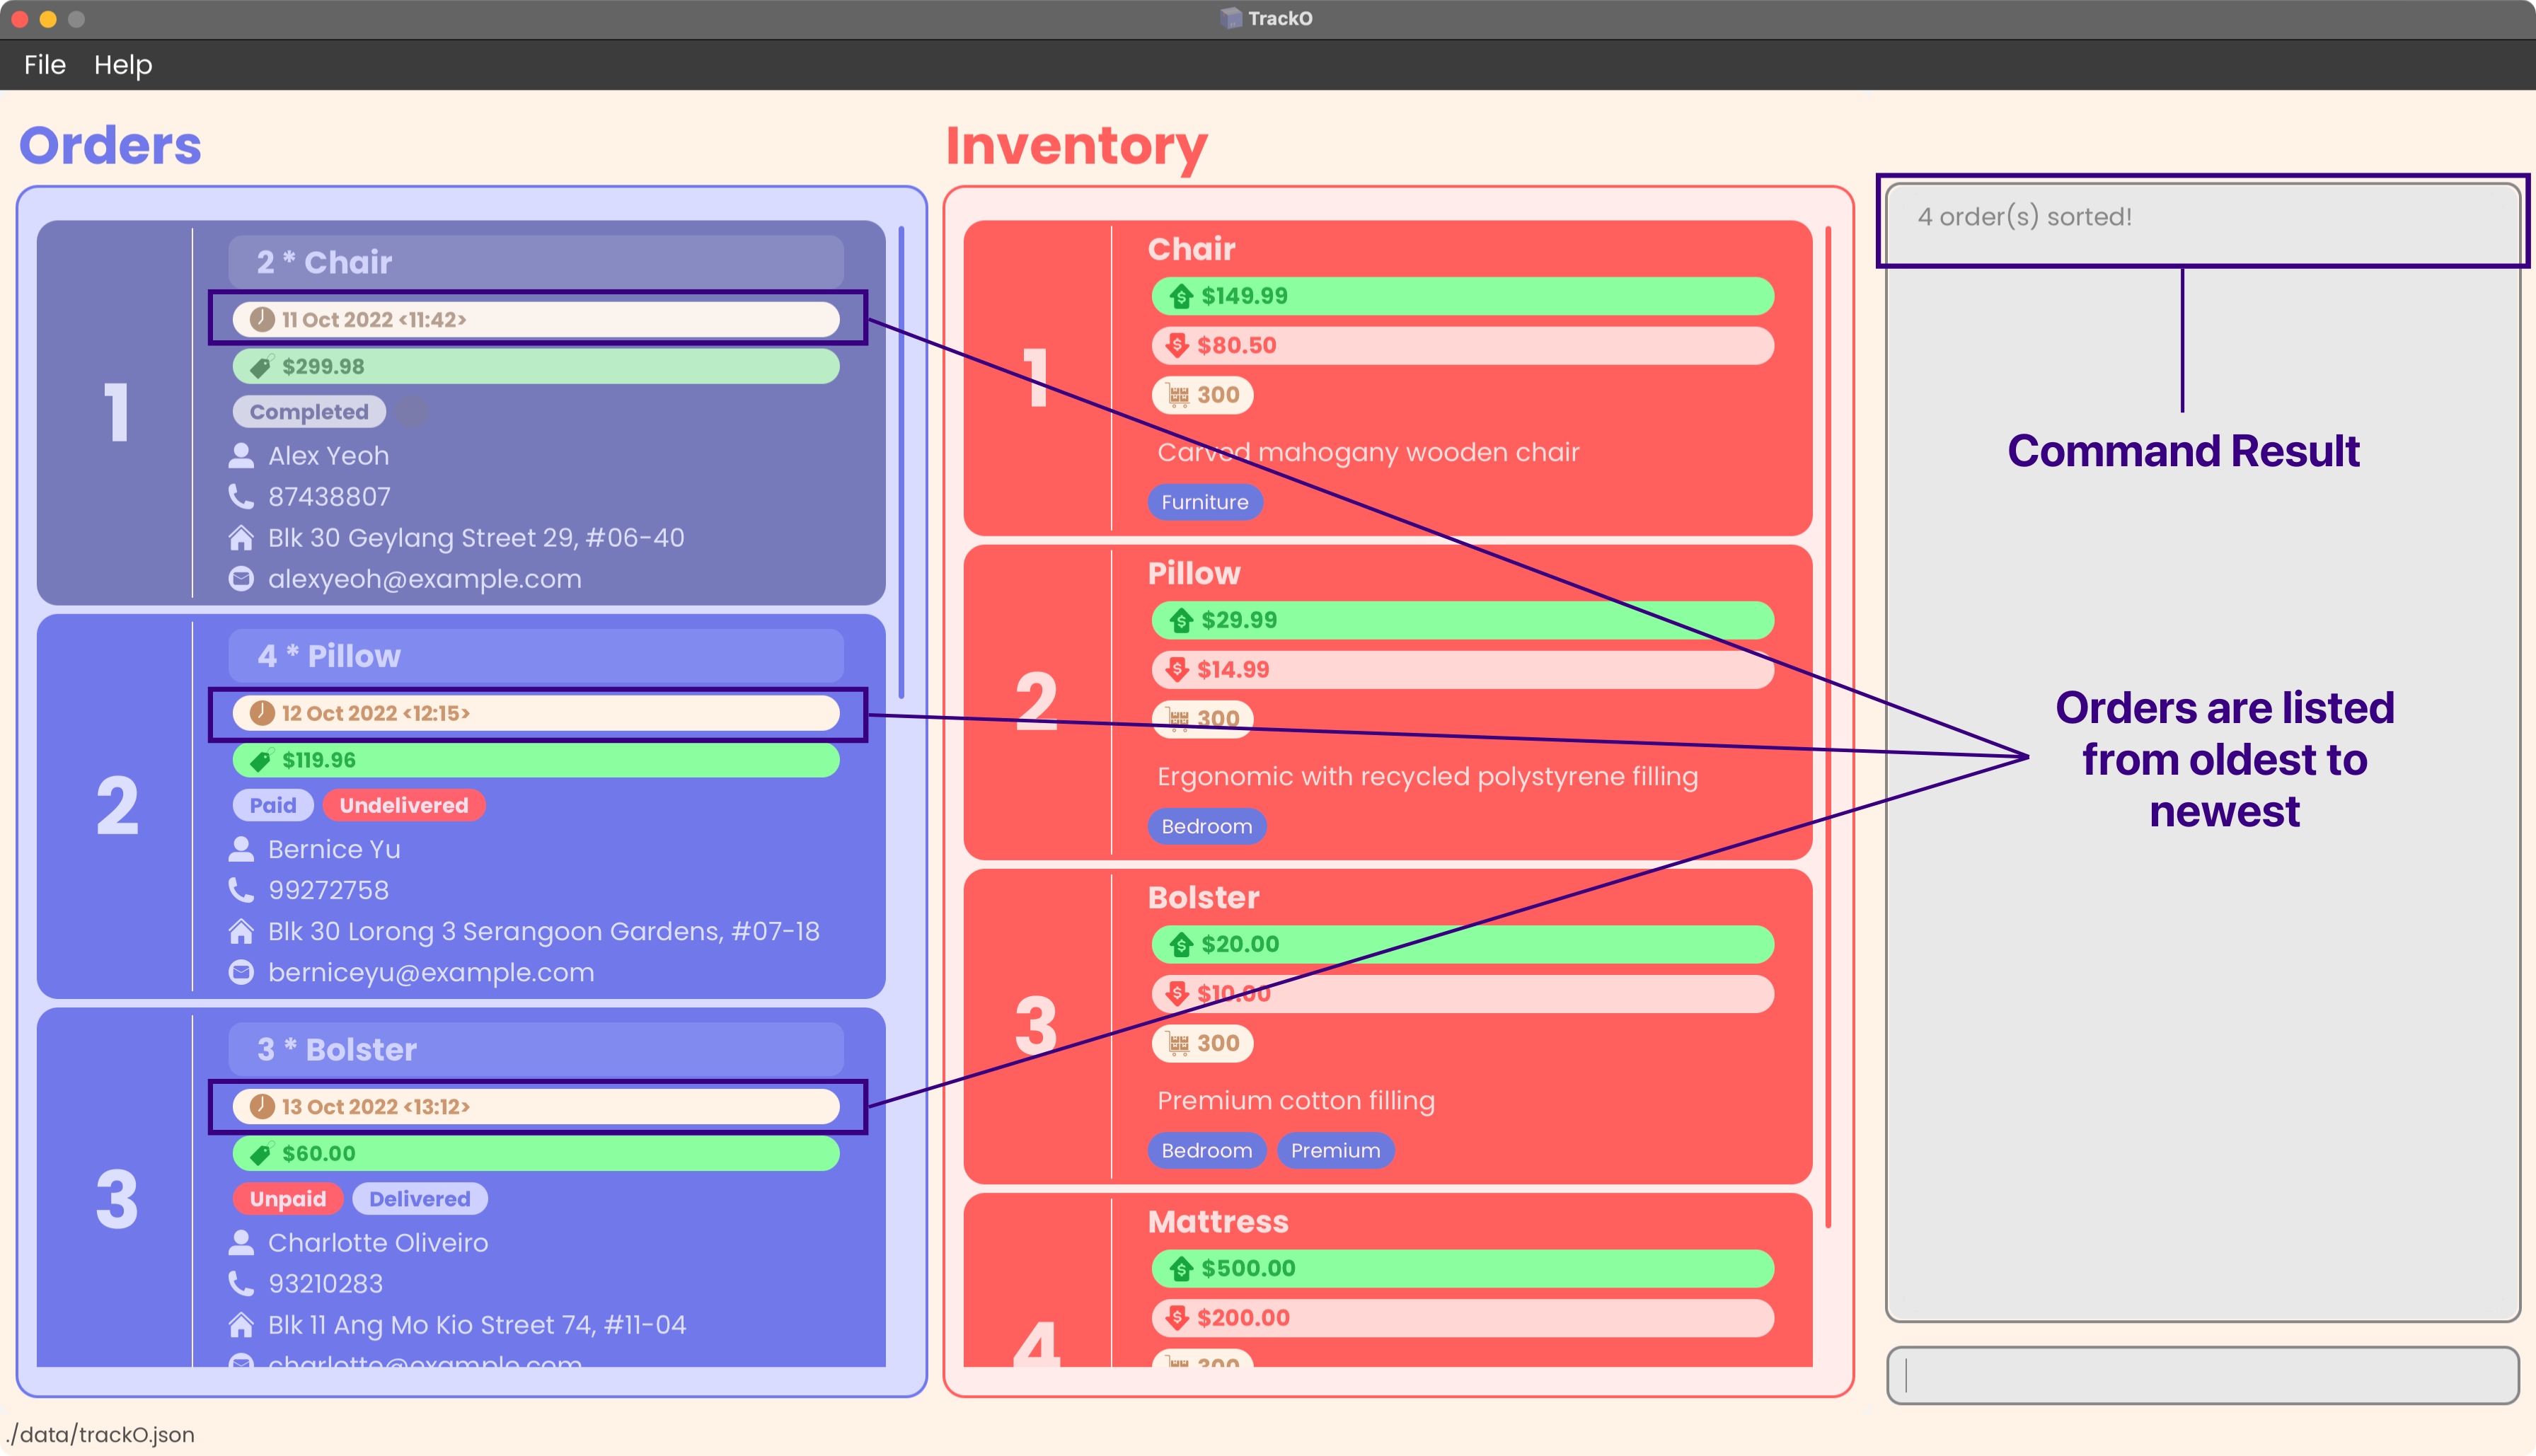 TrackO
File Help
Orders
1
2 * Chair
11 Oct 2022 <11:42>
$299.98
Completed
Alex Yeoh
87438807
Blk 30 Geylang Street 29, #06-40
alexyeoh@example.com
2
4 * Pillow
12 Oct 2022 <12:15>
$119.96
Paid Undelivered
Bernice Yu
99272758
Blk 30 Lorong 3 Serangoon Gardens, #07-18
berniceyu@example.com
3
3 * Bolster
13 Oct 2022 <13:12>
$60.00
Unpaid Delivered
Charlotte Oliveiro
93210283
Blk 11 Ang Mo Kio Street 74, #11-04
charlotte@example.com
Inventory
1
Chair
$149.99
$80.50
300
Carved mahogany wooden chair
Furniture
2
Pillow
$29.99
$14.99
300
Ergonomic with recycled polystyrene filling
Bedroom
3
Bolster
$20.00
$10.00
300
Premium cotton filling
Bedroom Premium
4
Mattress
$500.00
$200.00
300
4 order(s) sorted!
Command Result
Orders are listed
from oldest to
newest
./data/trackO.json